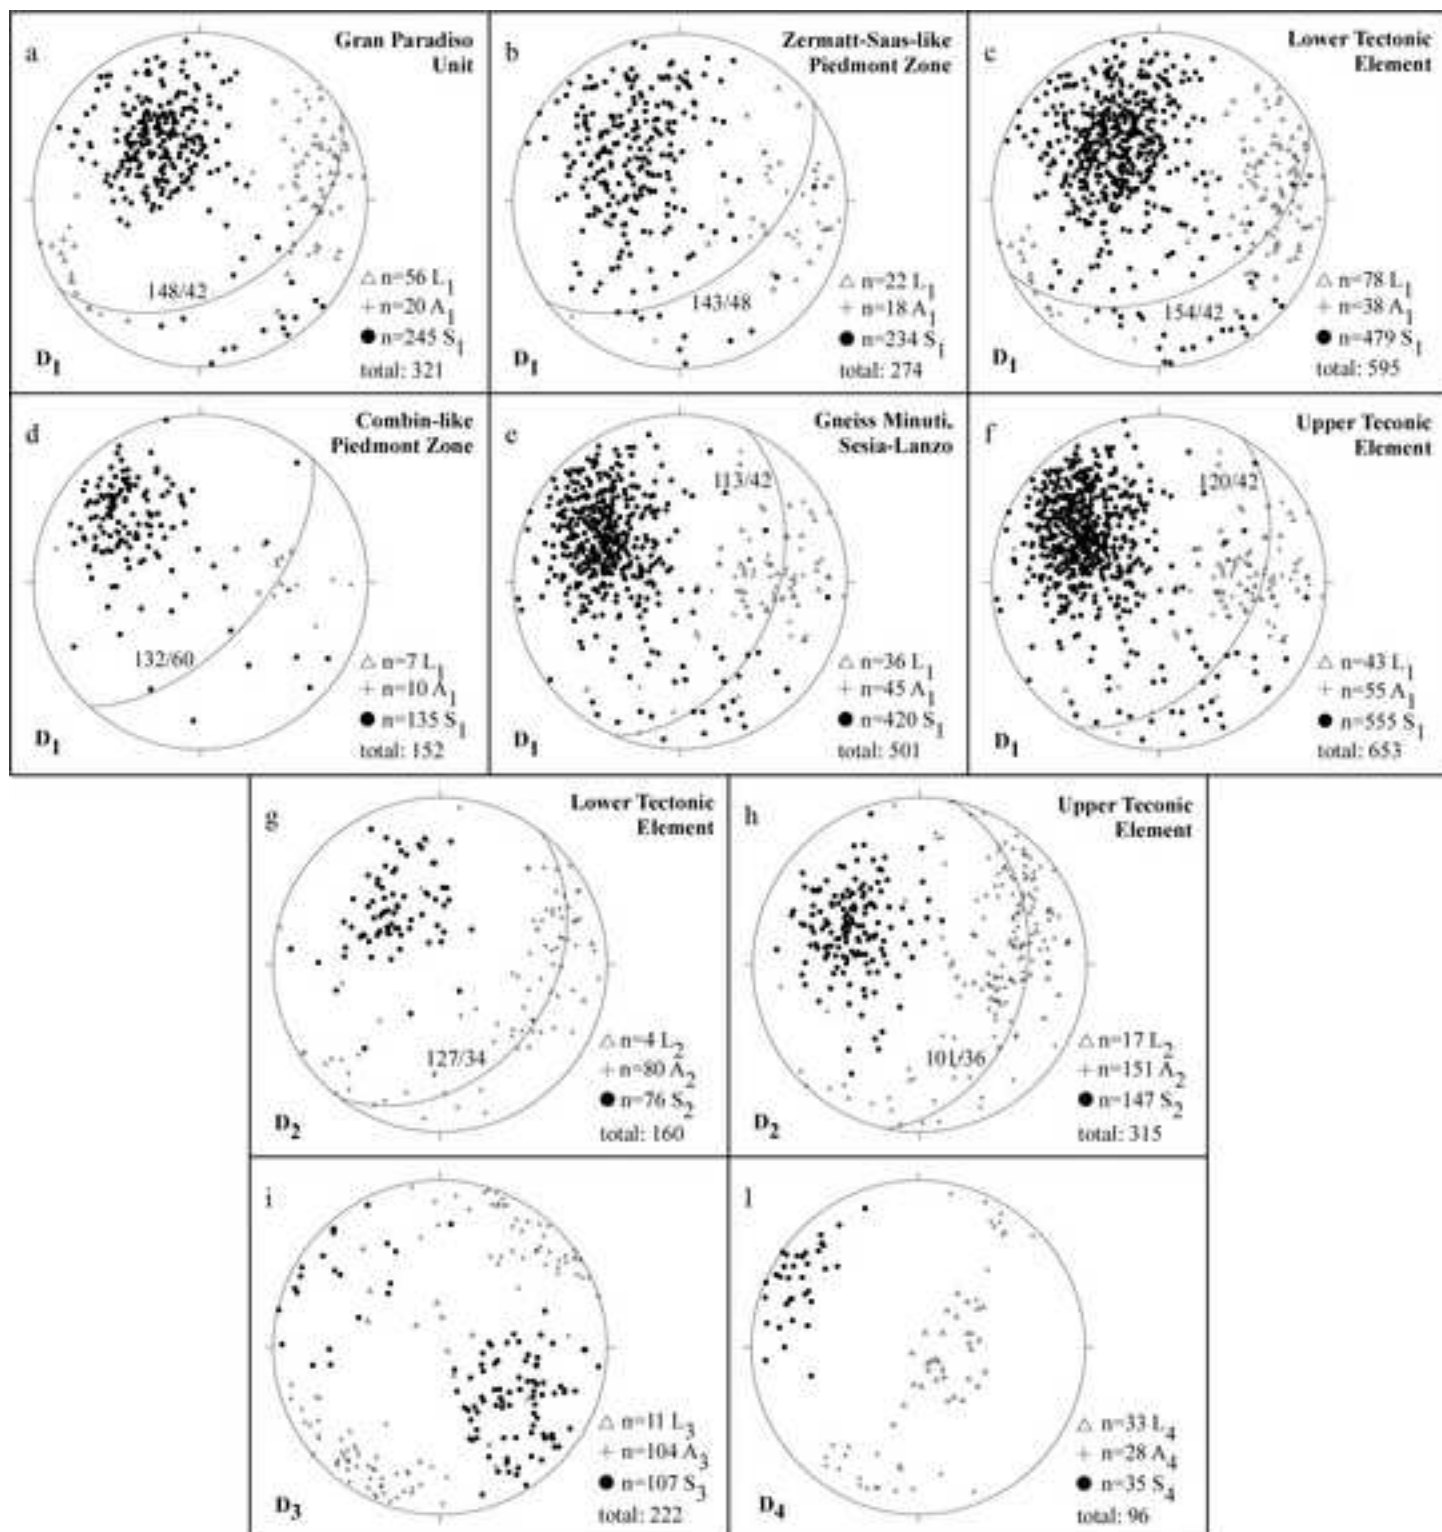 a
Gran Paradiso
Unit
148/42
△ n=56 L1
+ n=20 A1
● n=245 S1
total: 321
D1
b
Zermatt-Saas-like
Piedmont Zone
143/48
△ n=22 L1
+ n=18 A1
● n=234 S1
total: 274
D1
c
Lower Tectonic
Element
154/42
△ n=78 L1
+ n=38 A1
● n=479 S1
total: 595
D1
d
Combin-like
Piedmont Zone
132/60
△ n=7 L1
+ n=10 A1
● n=135 S1
total: 152
D1
e
Gneiss Minuti,
Sesia-Lanzo
113/42
△ n=36 L1
+ n=45 A1
● n=420 S1
total: 501
D1
f
Upper Teconic
Element
120/42
△ n=43 L1
+ n=55 A1
● n=555 S1
total: 653
D1
g
Lower Tectonic
Element
127/34
△ n=4 L2
+ n=80 A2
● n=76 S2
total: 160
D2
h
Upper Teconic
Element
101/36
△ n=17 L2
+ n=151 A2
● n=147 S2
total: 315
D2
i
△ n=11 L3
+ n=104 A3
● n=107 S3
total: 222
D3
l
△ n=33 L4
+ n=28 A4
● n=35 S4
total: 96
D4